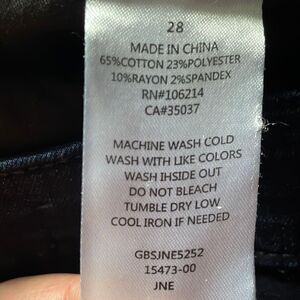 28
MADE IN CHINA
65%COTTON 23%POLYESTER
10%RAYON 2%SPANDEX
RN#106214
CA#35037
MACHINE WASH COLD
WASH WITH LIKE COLORS
WASH IHSIDE OUT
DO NOT BLEACH
TUMBLE DRY LOW
COOL IRON IF NEEDED
GBSJNE5252
15473-00
JNE